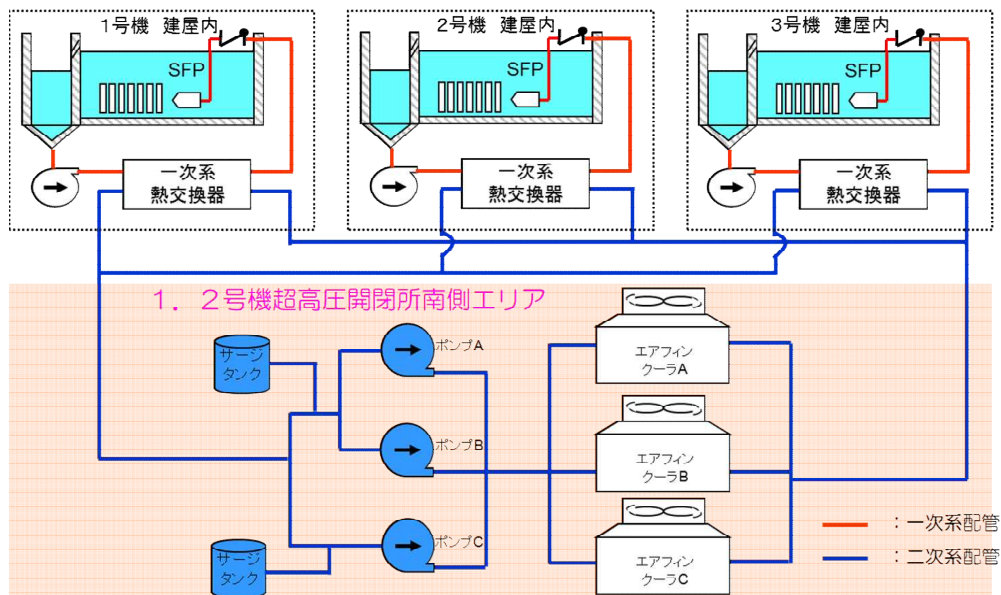 1号機 建屋内
2号機 建屋内
3号機 建屋内
SFP
SFP
SFP
一次系
熱交換器
一次系
熱交換器
一次系
熱交換器
1．2号機超高圧開閉所南側エリア
サージ
タンク
ポンプA
エアフィン
クーラA
ポンプB
エアフィン
クーラB
サージ
タンク
ポンプC
エアフィン
クーラC
：一次系配管
：二次系配管